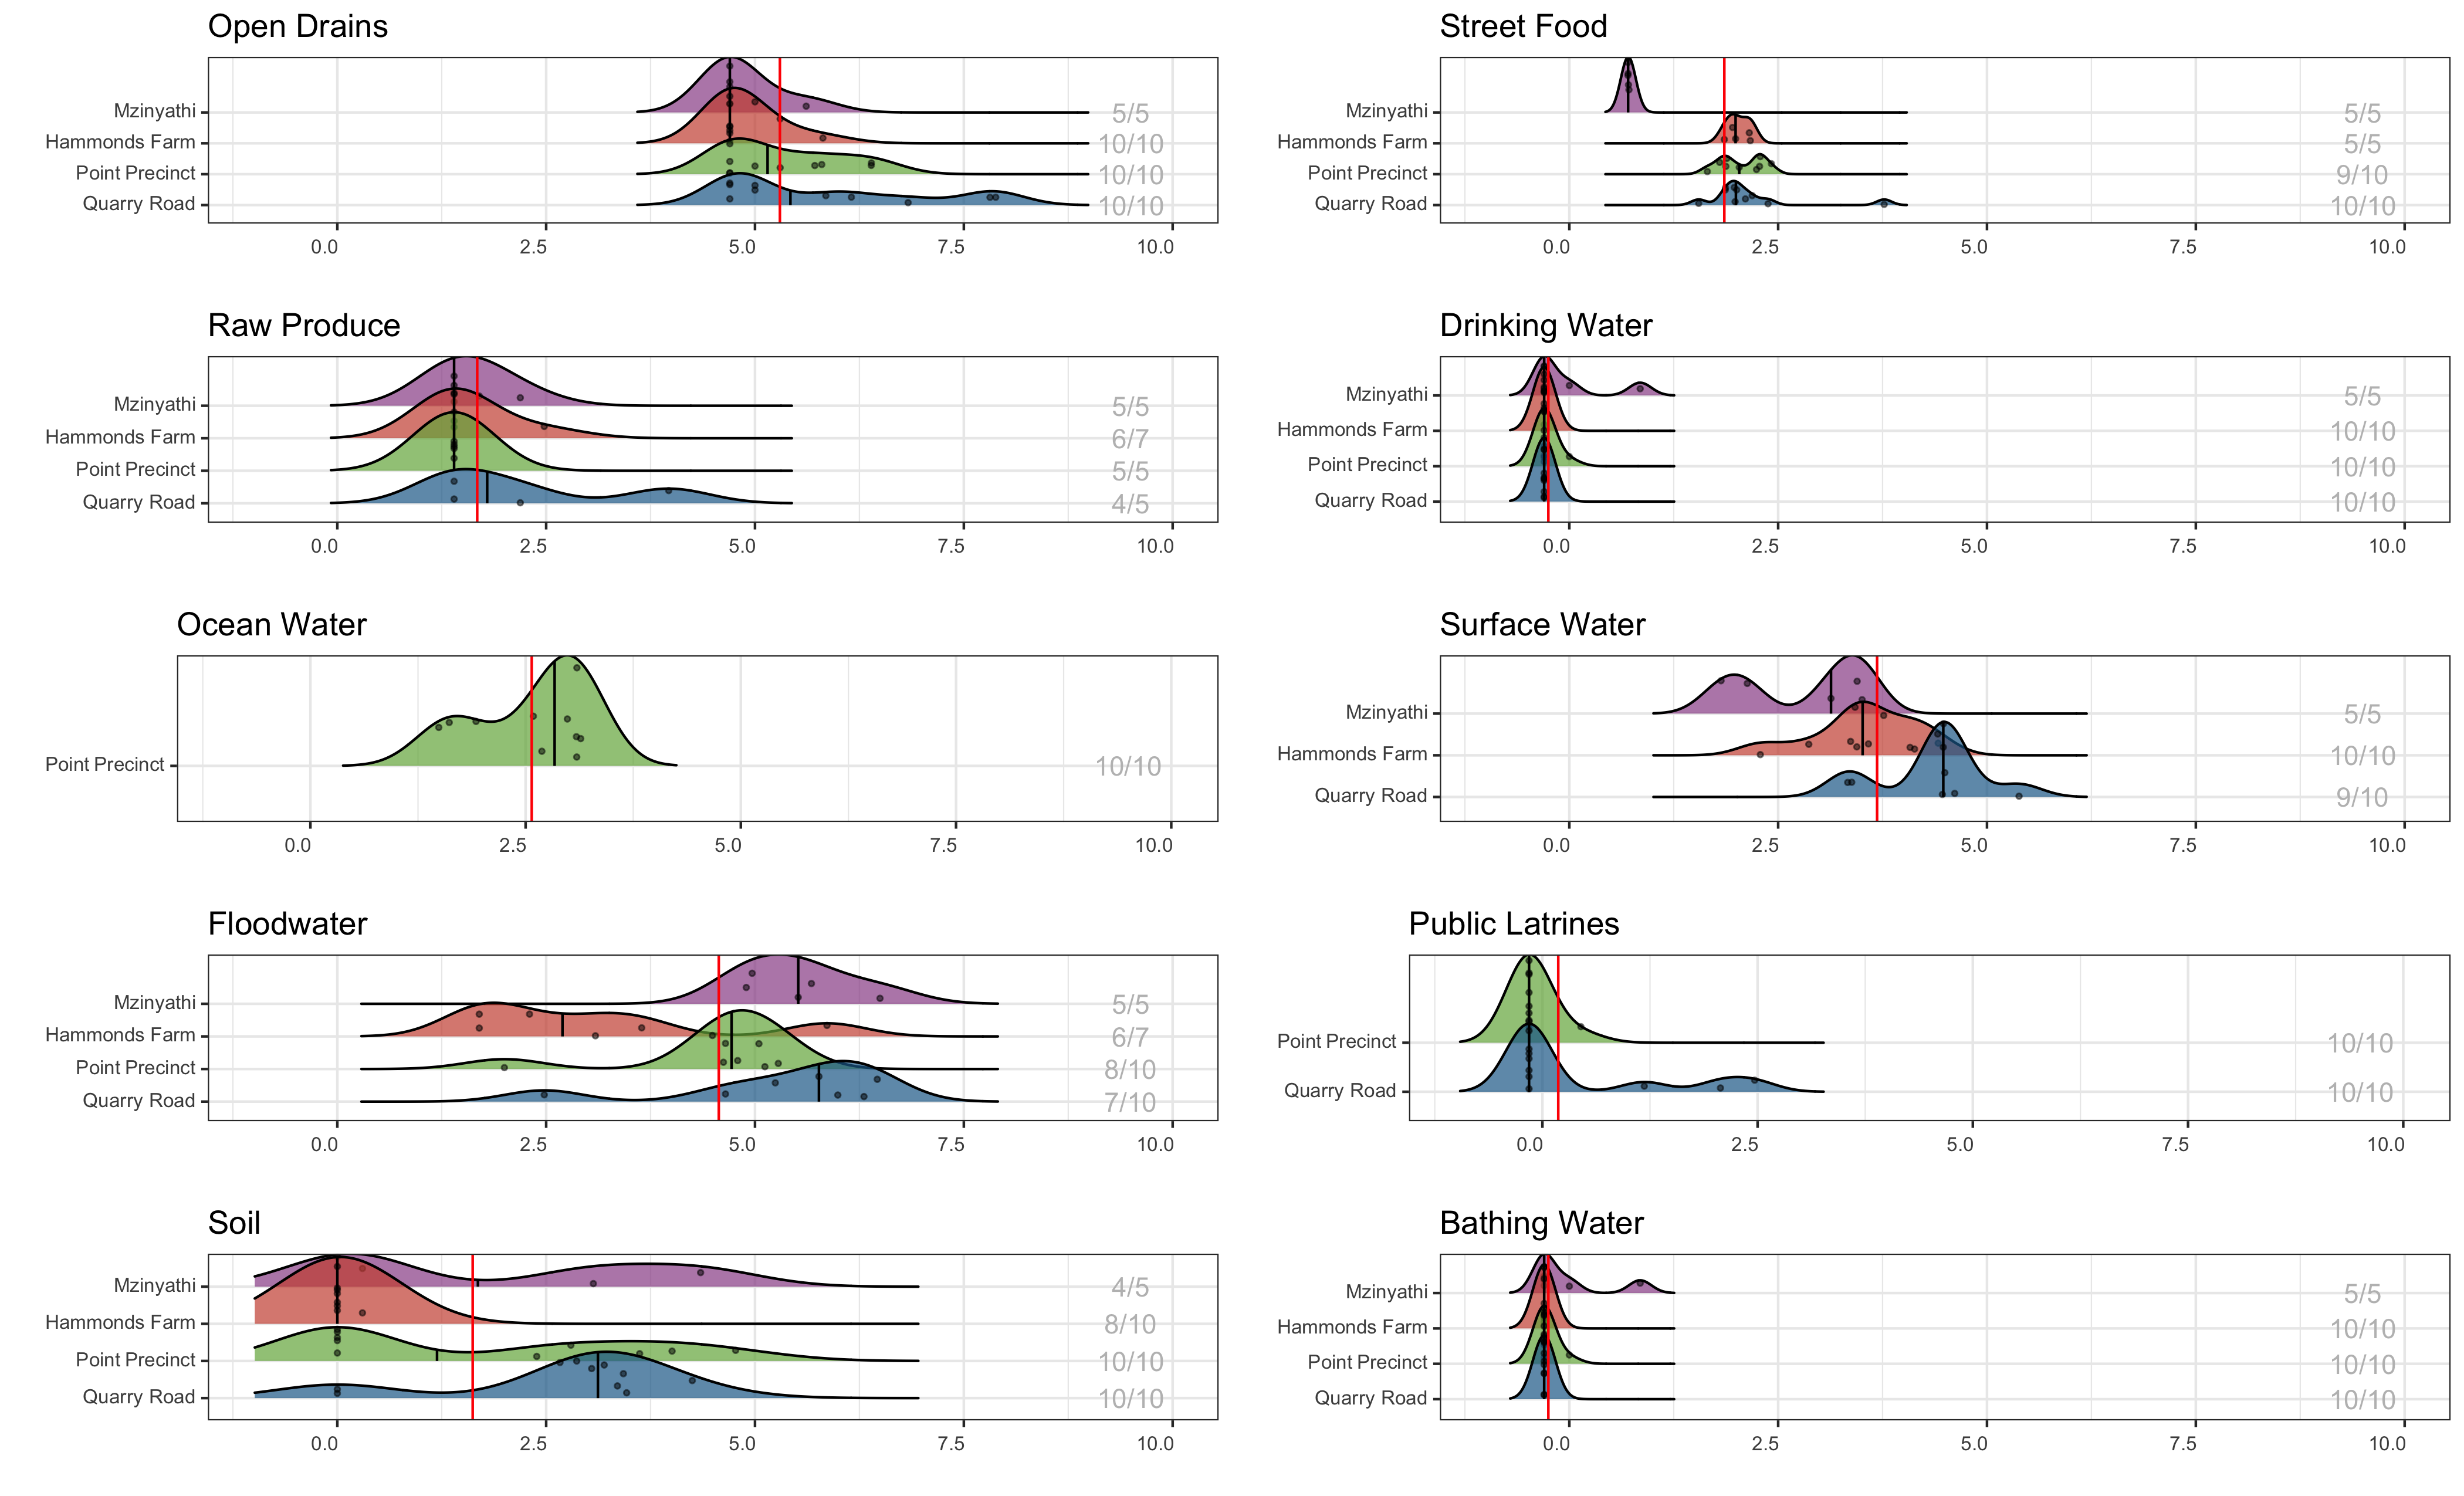 Open Drains
Mzinyathi
5/5
Hammonds Farm
10/10
Point Precinct
10/10
Quarry Road
10/10
0.0 2.5 5.0 7.5 10.0
Street Food
Mzinyathi
5/5
Hammonds Farm
5/5
Point Precinct
9/10
Quarry Road
10/10
0.0 2.5 5.0 7.5 10.0
Raw Produce
Mzinyathi
5/5
Hammonds Farm
6/7
Point Precinct
5/5
Quarry Road
4/5
0.0 2.5 5.0 7.5 10.0
Drinking Water
Mzinyathi
5/5
Hammonds Farm
10/10
Point Precinct
10/10
Quarry Road
10/10
0.0 2.5 5.0 7.5 10.0
Ocean Water
Point Precinct
10/10
0.0 2.5 5.0 7.5 10.0
Surface Water
Mzinyathi
5/5
Hammonds Farm
10/10
Quarry Road
9/10
0.0 2.5 5.0 7.5 10.0
Floodwater
Mzinyathi
5/5
Hammonds Farm
6/7
Point Precinct
8/10
Quarry Road
7/10
0.0 2.5 5.0 7.5 10.0
Public Latrines
Point Precinct
10/10
Quarry Road
10/10
0.0 2.5 5.0 7.5 10.0
Soil
Mzinyathi
4/5
Hammonds Farm
8/10
Point Precinct
10/10
Quarry Road
10/10
0.0 2.5 5.0 7.5 10.0
Bathing Water
Mzinyathi
5/5
Hammonds Farm
10/10
Point Precinct
10/10
Quarry Road
10/10
0.0 2.5 5.0 7.5 10.0